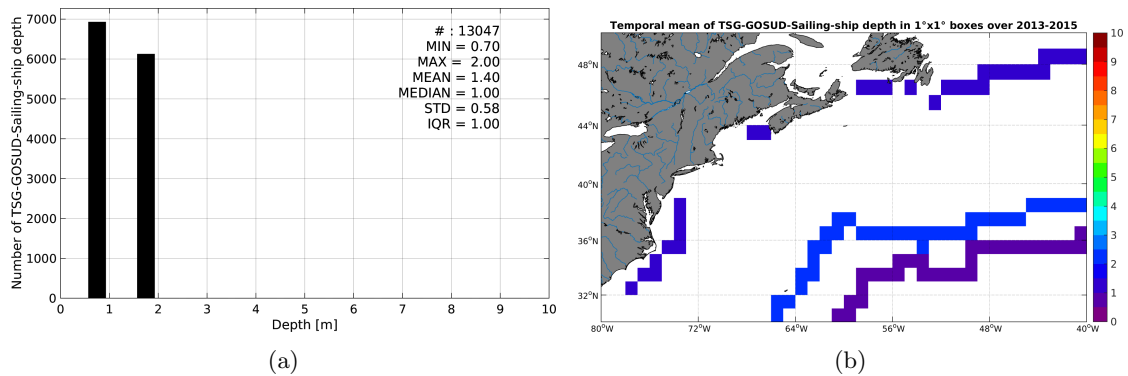 Number of TSG-GOSUD-Sailing-ship depth
7000
6000
5000
4000
3000
2000
1000
0
# : 13047
MIN = 0.70
MAX = 2.00
MEAN = 1.40
MEDIAN = 1.00
STD = 0.58
IQR = 1.00
0 1 2 3 4 5 6 7 8 9 10
Depth [m]
(a)
Temporal mean of TSG-GOSUD-Sailing-ship depth in 1°x1° boxes over 2013-2015
48°N
44°N
40°N
36°N
32°N
80°W 72°W 64°W 56°W 48°W 40°W
10
9
8
7
6
5
4
3
2
1
0
(b)